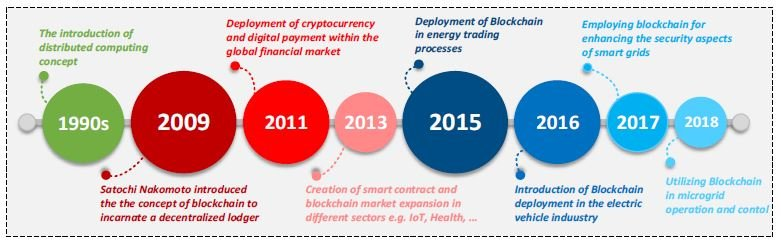 The introduction of
distributed computing
concept
Deployment of cryptocurrency
and digital payment within the
global financial market
Deployment of Blockchain
in energy trading
processes
Employing blockchain for
enhancing the security aspects
of smart grids
1990s
2009
2011
2013
2015
2016
2017
2018
Satochi Nakomoto introduced
the the concept of blockchain to
incarnate a decentralized lodger
Creation of smart contract and
blockchain market expansion in
different sectors e.g. IoT, Health, ...
Introduction of Blockchain
deployment in the electric
vehicle induustry
Utilizing Blockchain
in microgrid
operation and contol